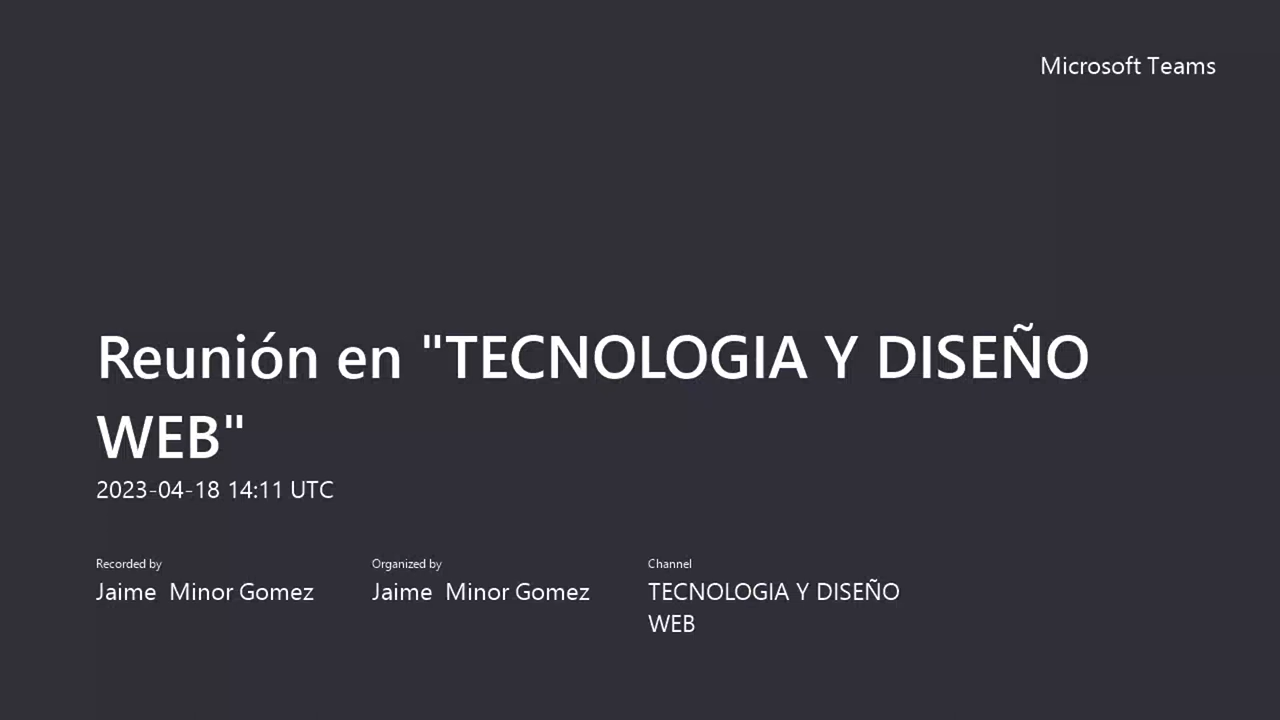 Microsoft Teams
Reunión en "TECNOLOGIA Y DISEÑO
WEB"
2023-04-18 14:11 UTC
Recorded by
Jaime  Minor Gomez
Organized by
Jaime  Minor Gomez
Channel
TECNOLOGIA Y DISEÑO
WEB